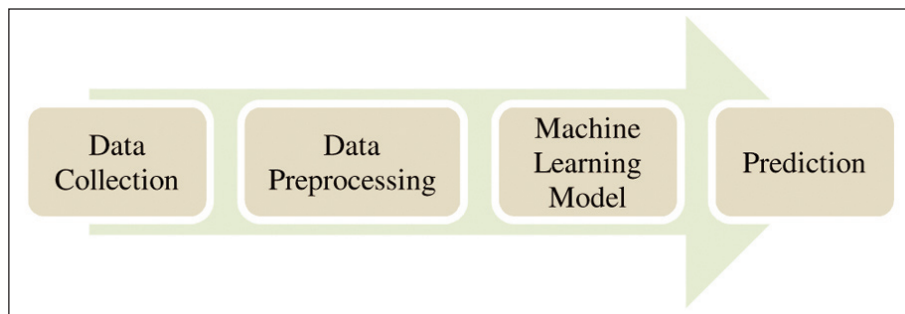 Data
Collection
Data
Preprocessing
Machine
Learning
Model
Prediction